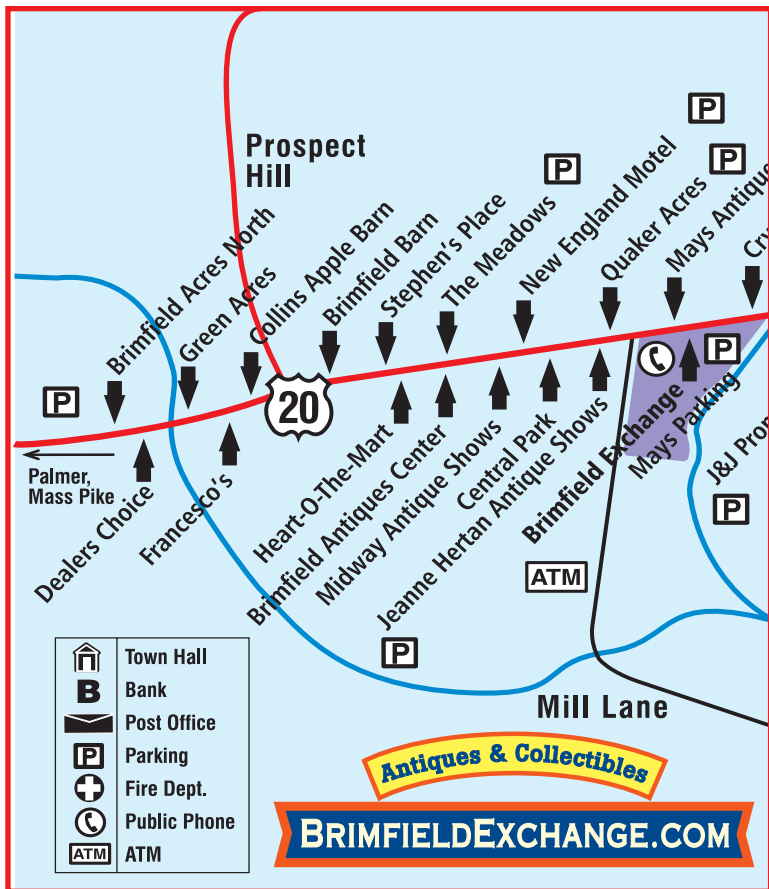 Prospect
Hill
P
P
P
Brimfield Acres North
Green Acres
Collins Apple Barn
Brimfield Barn
Stephen's Place
The Meadows
New England Motel
Quaker Acres
Mays Antique
Cry
P
20
P
Palmer,
Mass Pike
Dealers Choice
Francesco's
Heart-O-The-Mart
Brimfield Antiques Center
Midway Antique Shows
Central Park
Jeanne Hertan Antique Shows
Brimfield Exchange
Mays Parking
J&J Pro
P
ATM
P
Town Hall
B Bank
Post Office
P Parking
Fire Dept.
Public Phone
ATM ATM
Mill Lane
Antiques & Collectibles
BRIMFIELDEXCHANGE.COM